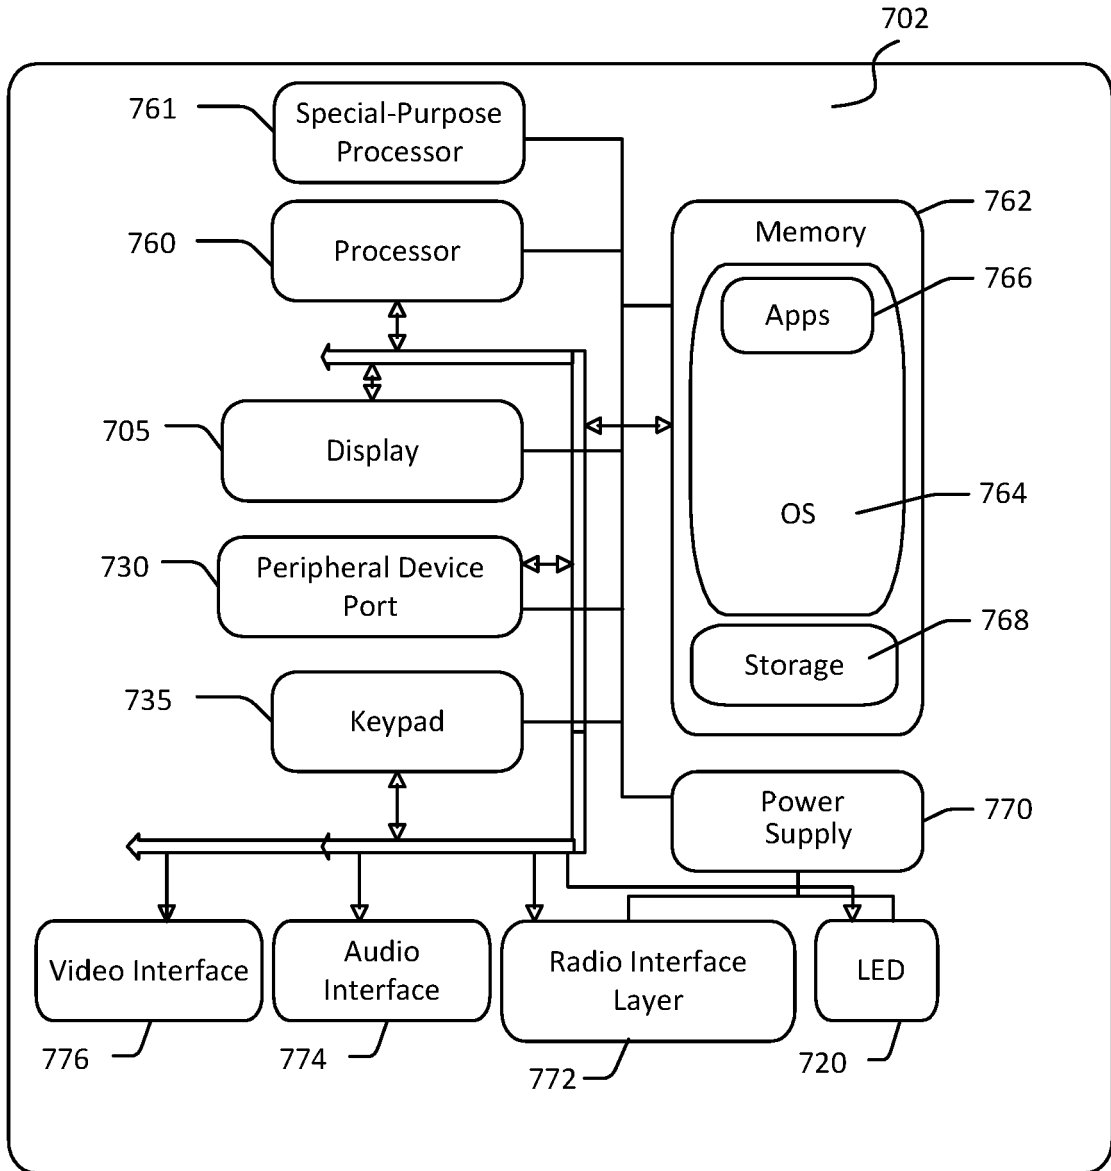 702
761
Special-Purpose
Processor
762
760
Processor
Memory
766
Apps
705
Display
764
OS
730
Peripheral Device
Port
768
Storage
735
Keypad
770
Power
Supply
Video Interface
Audio
Interface
Radio Interface
Layer
LED
776
774
772
720